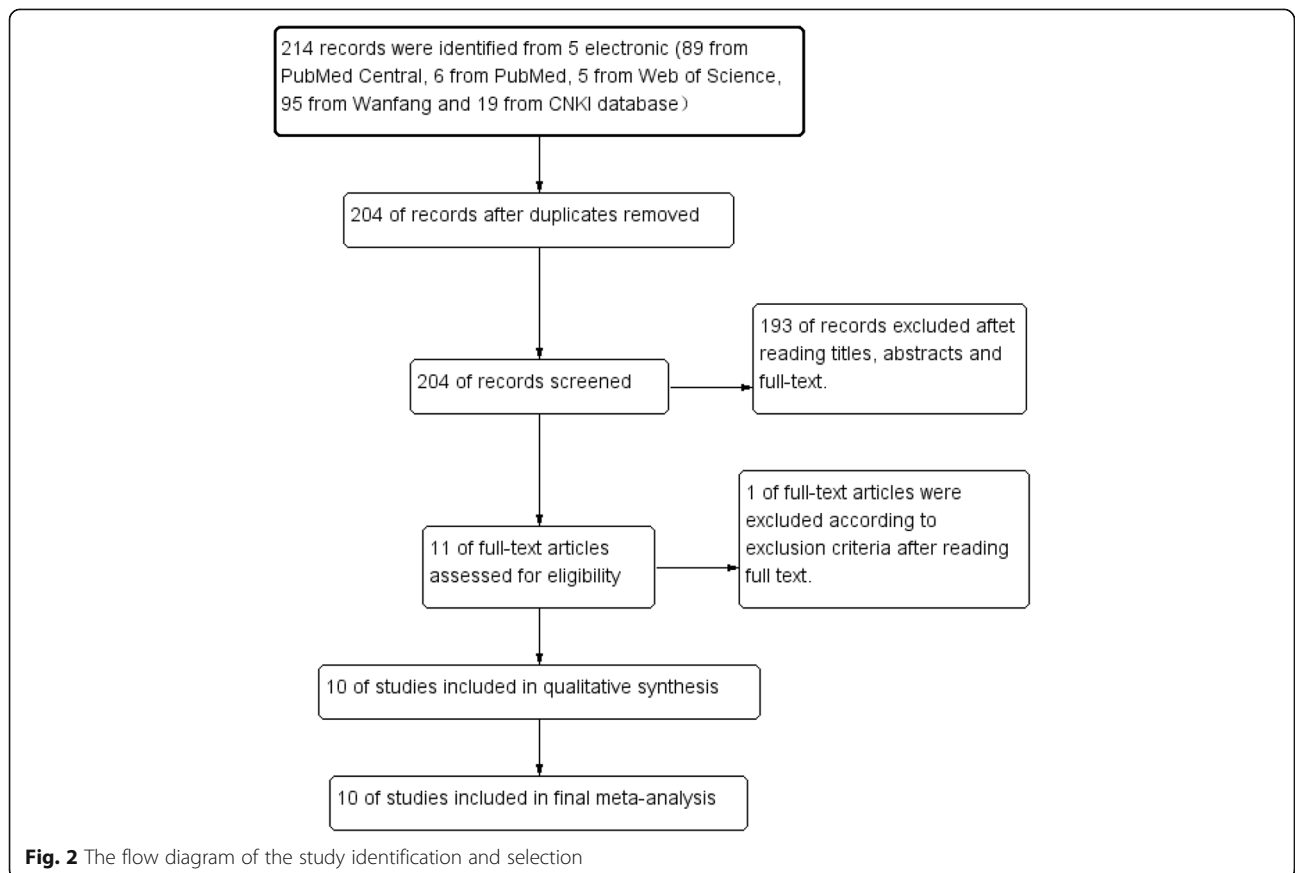 214 records were identified from 5 electronic (89 from
PubMed Central, 6 from PubMed, 5 from Web of Science,
95 from Wanfang and 19 from CNKI database）
204 of records after duplicates removed
204 of records screened
193 of records excluded aftet
reading titles, abstracts and
full-text.
11 of full-text articles
assessed for eligibility
1 of full-text articles were
excluded according to
exclusion criteria after reading
full text.
10 of studies included in qualitative synthesis
10 of studies included in final meta-analysis
Fig. 2 The flow diagram of the study identification and selection